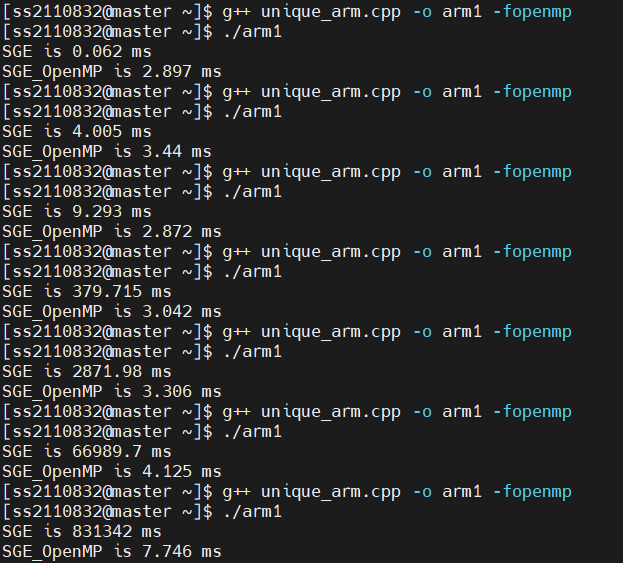 [ss2110832@master ~]$ g++ unique_arm.cpp -o arm1 -fopenmp
[ss2110832@master ~]$ ./arm1
SGE is 0.062 ms
SGE_OpenMP is 2.897 ms
[ss2110832@master ~]$ g++ unique_arm.cpp -o arm1 -fopenmp
[ss2110832@master ~]$ ./arm1
SGE is 4.005 ms
SGE_OpenMP is 3.44 ms
[ss2110832@master ~]$ g++ unique_arm.cpp -o arm1 -fopenmp
[ss2110832@master ~]$ ./arm1
SGE is 9.293 ms
SGE_OpenMP is 2.872 ms
[ss2110832@master ~]$ g++ unique_arm.cpp -o arm1 -fopenmp
[ss2110832@master ~]$ ./arm1
SGE is 379.715 ms
SGE_OpenMP is 3.042 ms
[ss2110832@master ~]$ g++ unique_arm.cpp -o arm1 -fopenmp
[ss2110832@master ~]$ ./arm1
SGE is 2871.98 ms
SGE_OpenMP is 3.306 ms
[ss2110832@master ~]$ g++ unique_arm.cpp -o arm1 -fopenmp
[ss2110832@master ~]$ ./arm1
SGE is 66989.7 ms
SGE_OpenMP is 4.125 ms
[ss2110832@master ~]$ g++ unique_arm.cpp -o arm1 -fopenmp
[ss2110832@master ~]$ ./arm1
SGE is 831342 ms
SGE_OpenMP is 7.746 ms